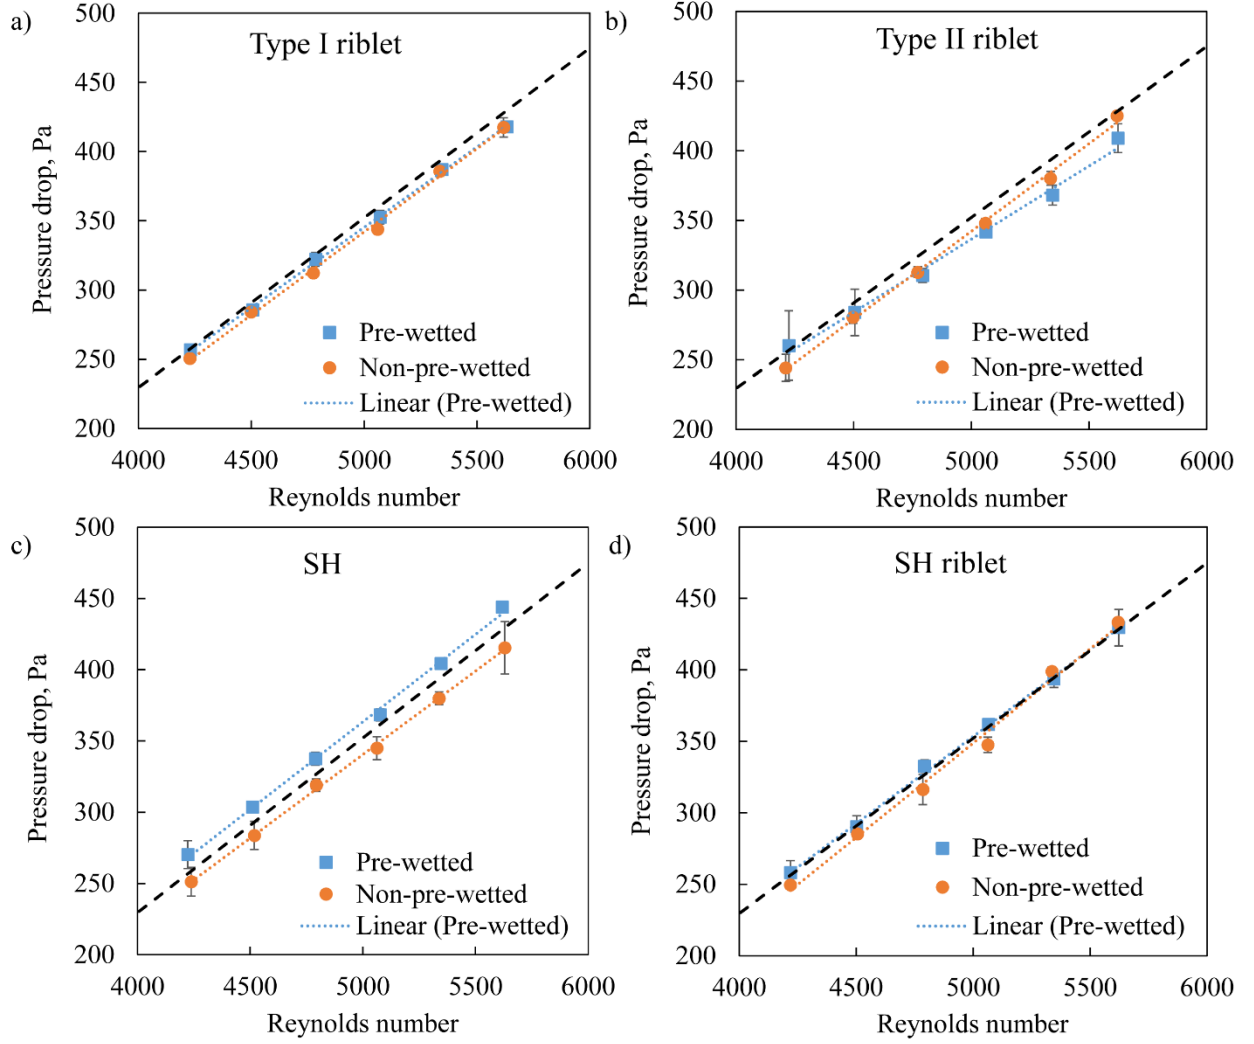 a)
Type I riblet
500
450
400
350
300
250
200
Pressure drop, Pa
Pre-wetted
Non-pre-wetted
Linear (Pre-wetted)
4000 4500 5000 5500 6000
Reynolds number
b)
Type II riblet
500
450
400
350
300
250
200
Pressure drop, Pa
Pre-wetted
Non-pre-wetted
Linear (Pre-wetted)
4000 4500 5000 5500 6000
Reynolds number
c)
SH
500
450
400
350
300
250
200
Pressure drop, Pa
Pre-wetted
Non-pre-wetted
Linear (Pre-wetted)
4000 4500 5000 5500 6000
Reynolds number
d)
SH riblet
500
450
400
350
300
250
200
Pressure drop, Pa
Pre-wetted
Non-pre-wetted
Linear (Pre-wetted)
4000 4500 5000 5500 6000
Reynolds number